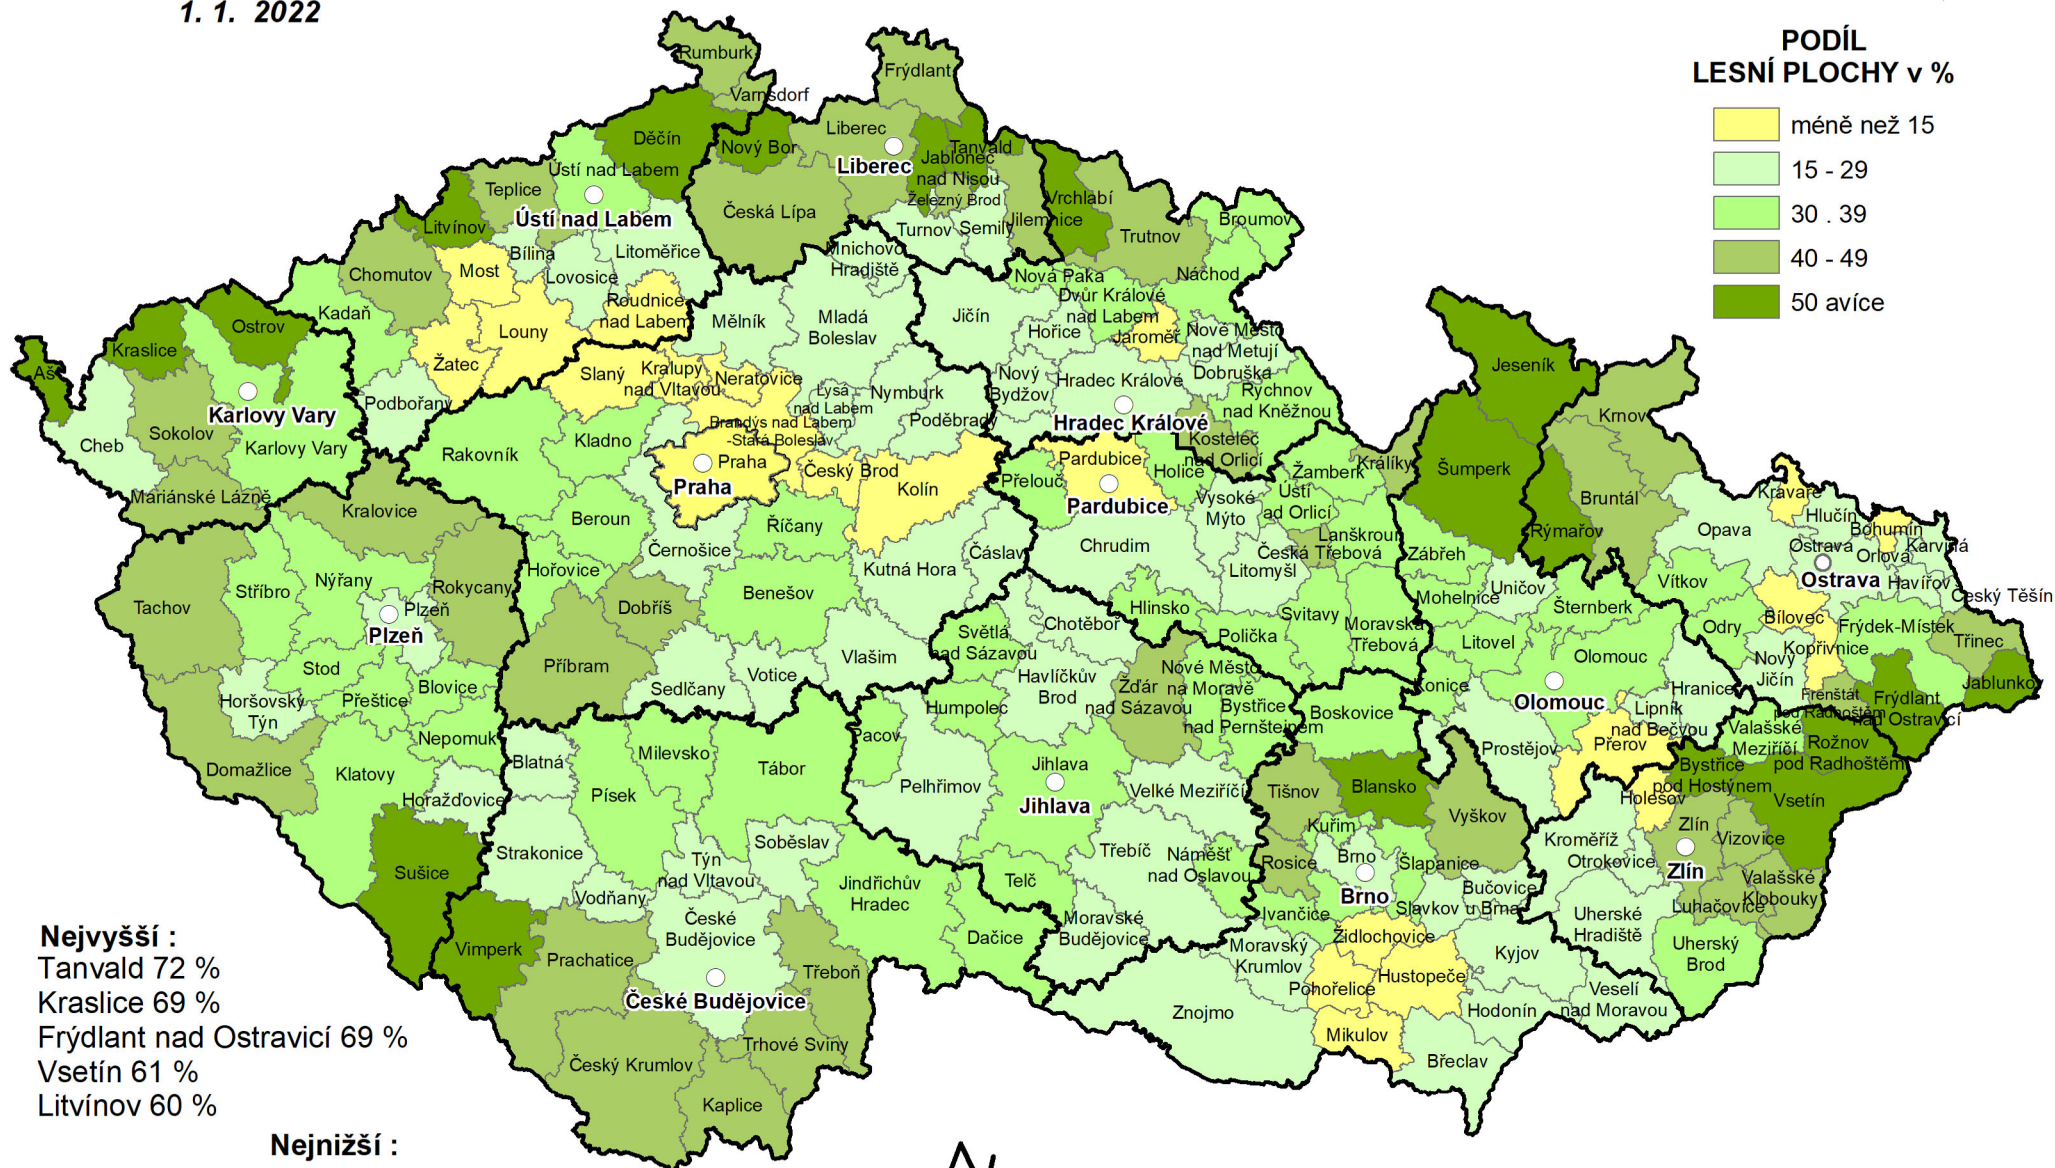 1. 1. 2022
PODÍL
LESNÍ PLOCHY v %
méně než 15
15 - 29
30 . 39
40 - 49
50 avíce
Rumburk
Varnsdorf
Frýdlant
Děčín
Nový Bor
Liberec
Liberec
Tanvald
Jablonec
nad Nisou
Železný Brod
Ústí nad Labem
Ústí nad Labem
Teplice
Litvínov
Česká Lípa
Turnov
Semily
Jilemnice
Vrchlabí
Trutnov
Broumov
Náchod
Bílina
Litoměřice
Lovosice
Most
Chomutov
Mnichovo
Hradiště
Nová Paka
Dvůr Králové
nad Labem
Jaroměř
Nové Město
nad Metují
Dobruška
Kadaň
Louny
Roudnice
nad Labem
Mělník
Mladá
Boleslav
Jičín
Hořice
Ostrov
Kraslice
Aš
Žatec
Slaný
Kralupy
nad Vltavou
Neratovice
Lysá
nad Labem
Nymburk
Poděbrady
Nový
Bydžov
Hradec Králové
Hradec Králové
Rychnov
nad Kněžnou
Kostelec
nad Orlicí
Jeseník
Krnov
Podbořany
Karlovy Vary
Karlovy Vary
Sokolov
Cheb
Mariánské Lázně
Rakovník
Kladno
Brandýs nad Labem
-Stará Boleslav
Praha
Praha
Český Brod
Kolín
Pardubice
Pardubice
Přelouč
Holice
Žamberk
Králíky
Šumperk
Bruntál
Rýmařov
Kralovice
Beroun
Říčany
Černošice
Vysoké
Mýto
Ústí
ad Orlicí
Lanškroun
Česká Třebová
Litomyšl
Chrudim
Čáslav
Kutná Hora
Zábřeh
Opava
Kravaře
Hlučín
Bohumín
Ostrava
Ostrava
Orlová
Karviná
Havířov
Český Těšín
Tachov
Stříbro
Nýřany
Rokycany
Plzeň
Plzeň
Hořovice
Dobříš
Benešov
Hlinsko
Svitavy
Mohelnice
Uničov
Šternberk
Vítkov
Bílovec
Odry
Frýdek-Místek
Třinec
Kopřivnice
Nový
Jičín
Jablunkov
Příbram
Sedlčany
Votice
Vlašim
Světlá
nad Sázavou
Chotěboř
Polička
Moravská
Třebová
Litovel
Olomouc
Olomouc
Hranice
Lipník
nad Bečvou
Frenštát
pod Radhoštěm
Frýdlant
nad Ostravicí
Stod
Horšovský
Týn
Přeštice
Blovice
Nepomuk
Havlíčkův
Brod
Humpolec
Žďár
nad Sázavou
Nové Město
na Moravě
Bystřice
nad Pernštejnem
Boskovice
Konice
Prostějov
Přerov
Valašské
Meziříčí
Rožnov
pod Radhoštěm
Bystřice
pod Hostýnem
Vsetín
Holešov
Domažlice
Klatovy
Horažďovice
Blatná
Písek
Milevsko
Tábor
Pacov
Pelhřimov
Jihlava
Jihlava
Velké Meziříčí
Tišnov
Blansko
Vyškov
Kroměříž
Otrokovice
Zlín
Zlín
Vizovice
Sušice
Strakonice
Týn
nad Vltavou
Soběslav
Vodňany
Jindřichův
Hradec
Telč
Třebíč
Náměšť
nad Oslavou
Rosice
Kuřim
Brno
Brno
Šlapanice
Bučovice
Slavkov u Brna
Valašské
Klobouky
Luhačovice
Uherské
Hradiště
Uherský
Brod
Vimperk
Prachatice
České
Budějovice
České Budějovice
Třeboň
Dačice
Moravské
Budějovice
Moravský
Krumlov
Ivančice
Židlochovice
Pohořelice
Hustopeče
Kyjov
Hodonín
Veselí
nad Moravou
Znojmo
Mikulov
Břeclav
Český Krumlov
Trhové Sviny
Kaplice
Nejvyšší :
Tanvald 72 %
Kraslice 69 %
Frýdlant nad Ostravicí 69 %
Vsetín 61 %
Litvínov 60 %
Nejnižší :